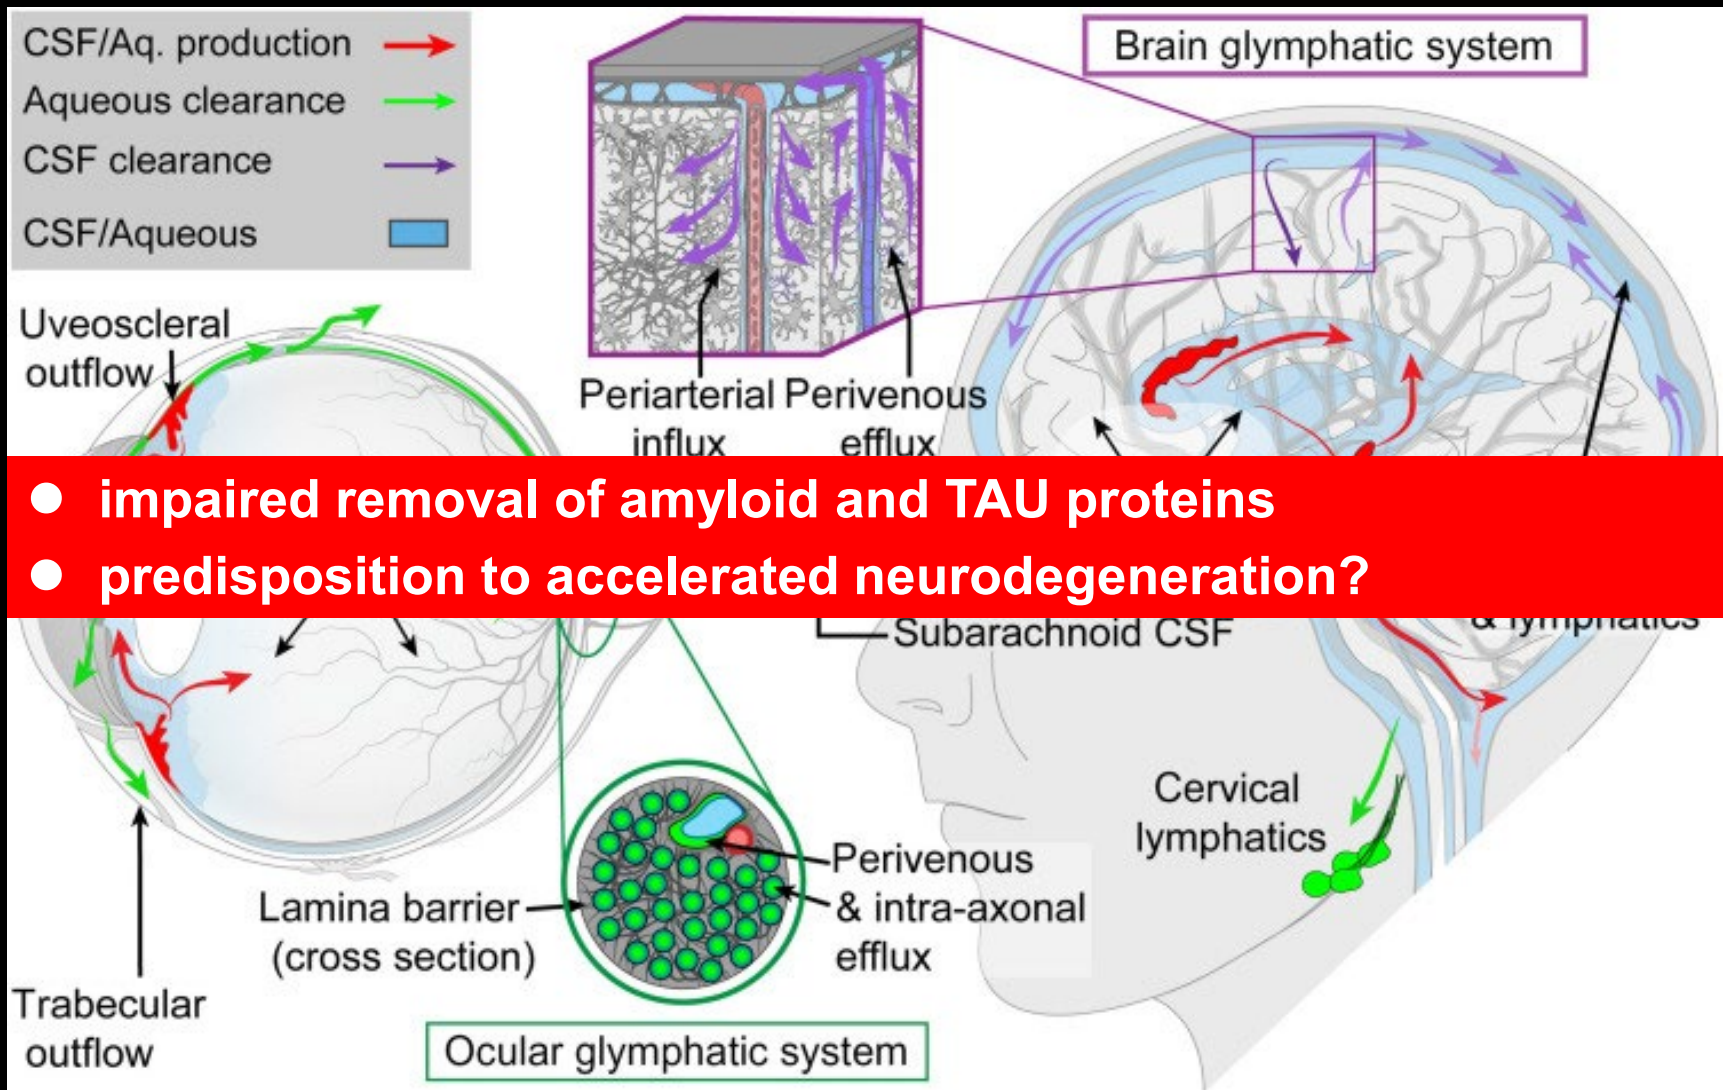 CSF/Aq. production
Aqueous clearance
CSF clearance
CSF/Aqueous
Brain glymphatic system
Uveoscleral
outflow
Periarterial
influx
Perivenous
efflux
● impaired removal of amyloid and TAU proteins
● predisposition to accelerated neurodegeneration?
Subarachnoid CSF
& lymphatics
Cervical
lymphatics
Perivenous
& intra-axonal
efflux
Lamina barrier
(cross section)
Trabecular
outflow
Ocular glymphatic system